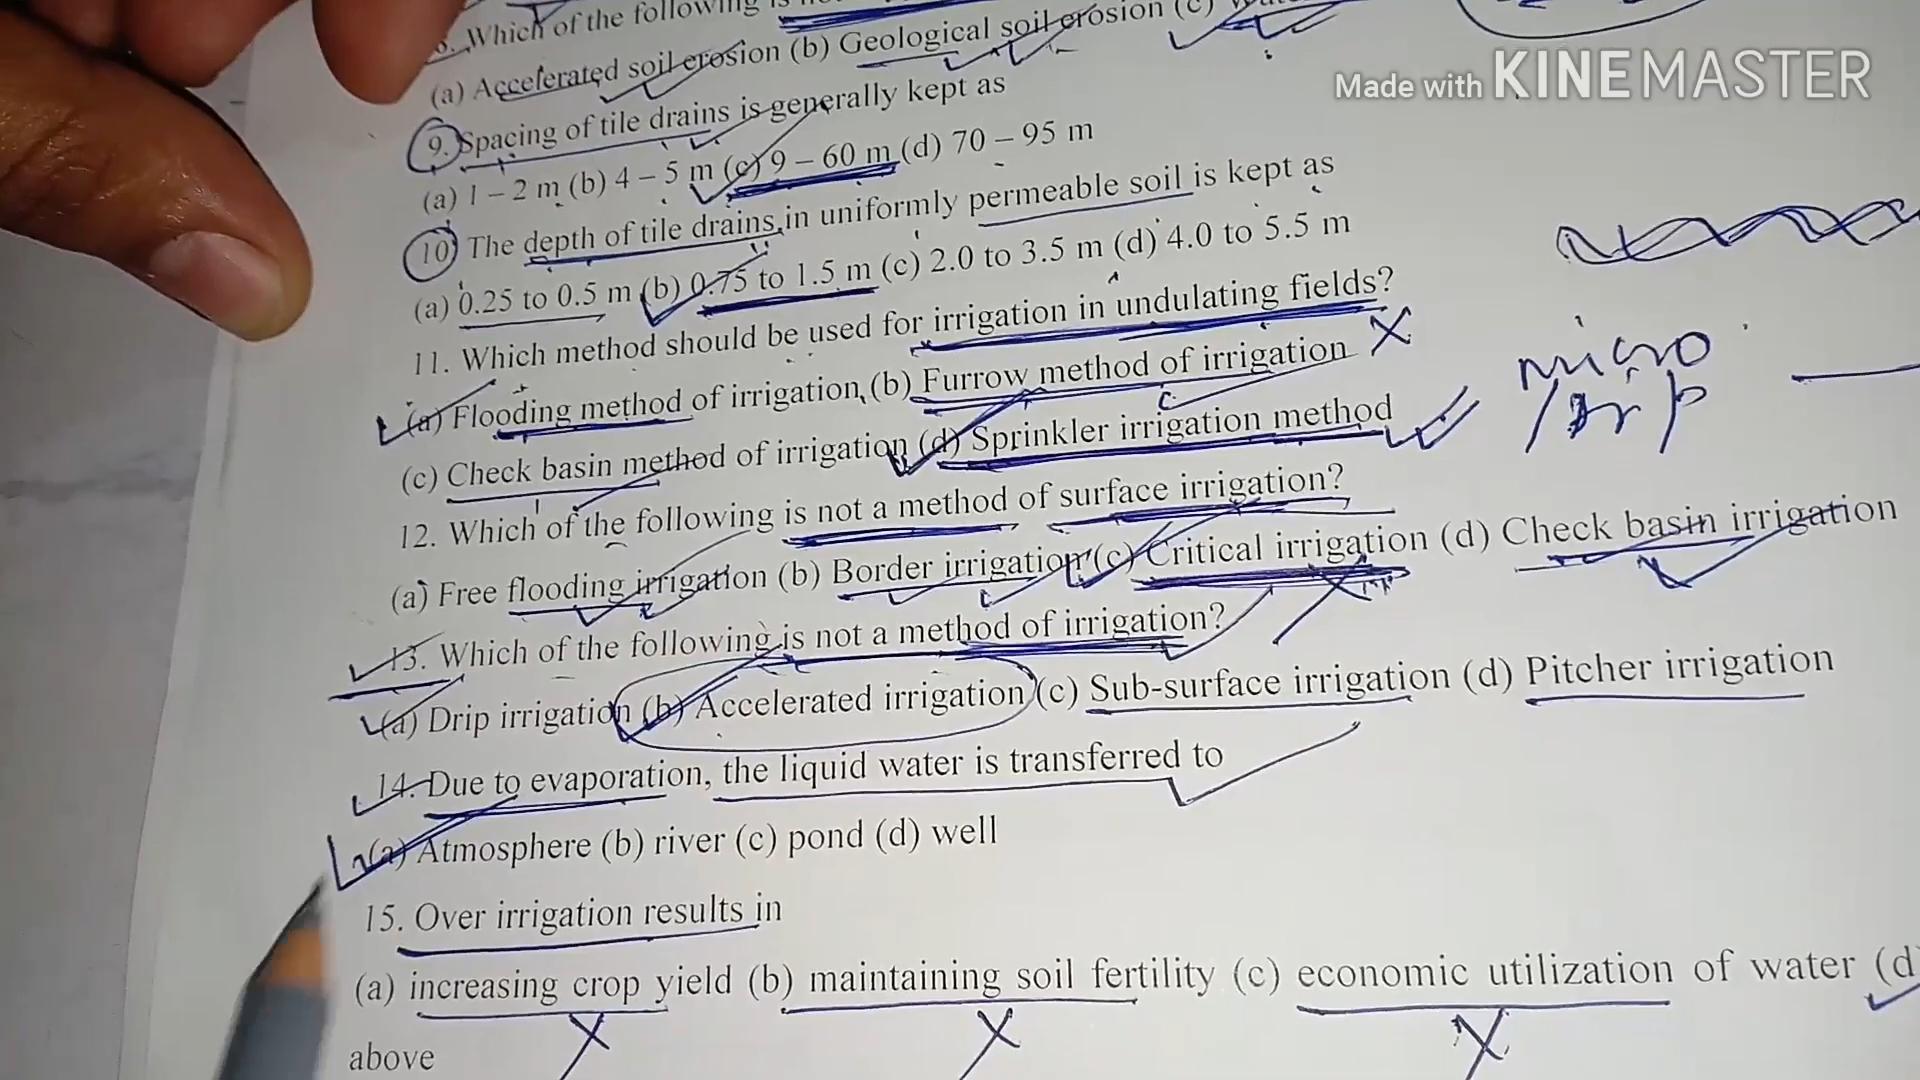 Which of the following is
Made with KINEMASTER
(a) Accelerated soil erosion (b) Geological soil erosion (c)
9. Spacing of tile drains is generally kept as
(a) 1 – 2 m (b) 4 – 5 m (c) 9 – 60 m (d) 70 – 95 m
10. The depth of tile drains in uniformly permeable soil is kept as
(a) 0.25 to 0.5 m (b) 0.75 to 1.5 m (c) 2.0 to 3.5 m (d) 4.0 to 5.5 m
11. Which method should be used for irrigation in undulating fields?
(a) Flooding method of irrigation (b) Furrow method of irrigation
(c) Check basin method of irrigation (d) Sprinkler irrigation method
micro
12. Which of the following is not a method of surface irrigation?
(a) Free flooding irrigation (b) Border irrigation (c) Critical irrigation (d) Check basin irrigation
13. Which of the following is not a method of irrigation?
(a) Drip irrigation (b) Accelerated irrigation (c) Sub-surface irrigation (d) Pitcher irrigation
14. Due to evaporation, the liquid water is transferred to
(a) Atmosphere (b) river (c) pond (d) well
15. Over irrigation results in
(a) increasing crop yield (b) maintaining soil fertility (c) economic utilization of water (d
above